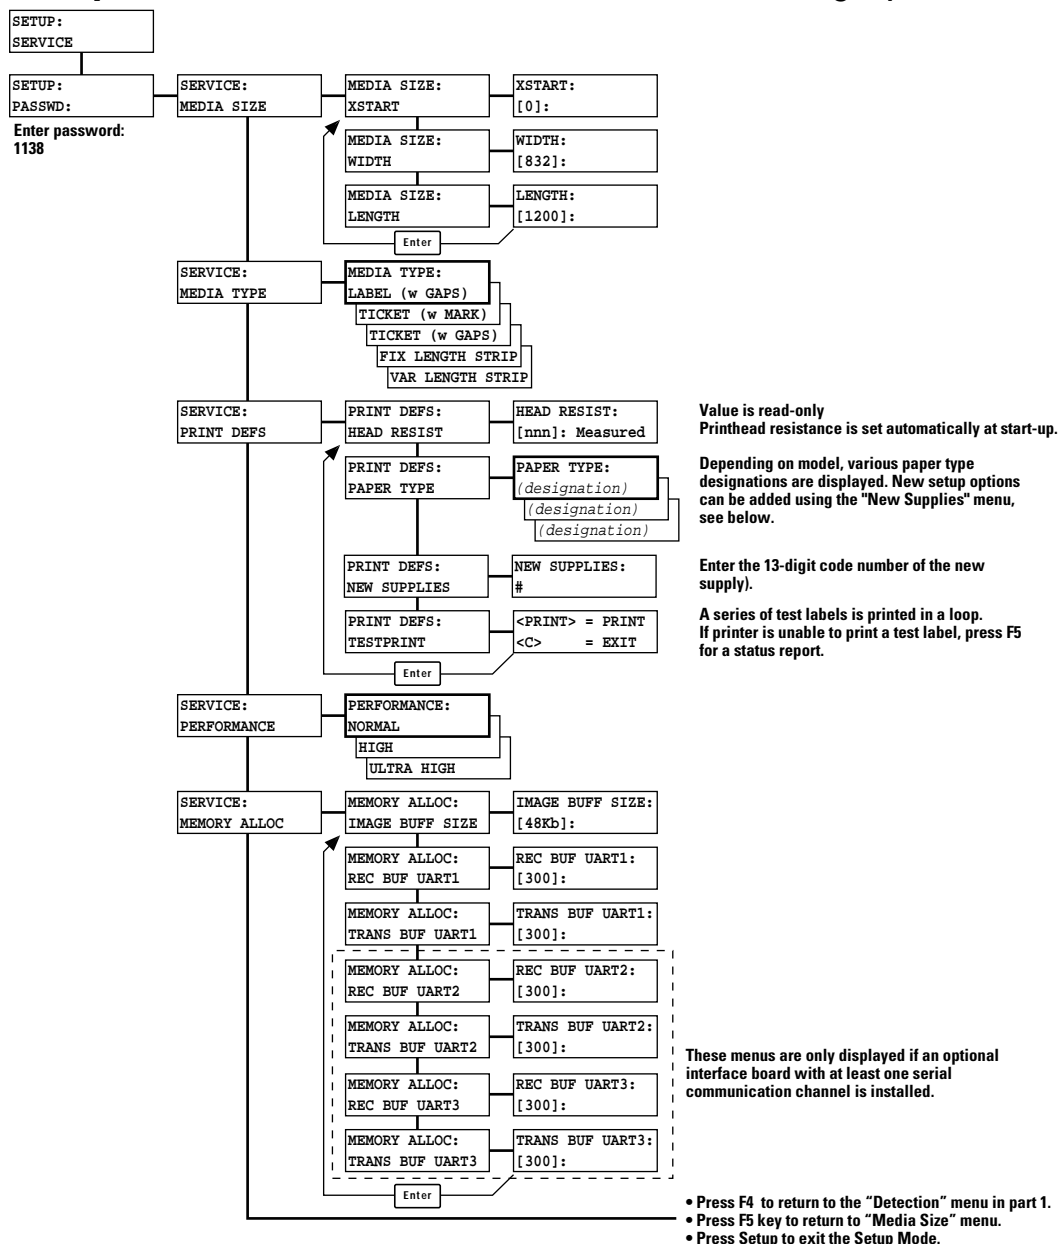 SETUP:
SERVICE
SETUP:
PASSWD:
Enter password:
1138
SERVICE:
MEDIA SIZE
MEDIA SIZE:
XSTART
XSTART:
[0]:
MEDIA SIZE:
WIDTH
WIDTH:
[832]:
MEDIA SIZE:
LENGTH
LENGTH:
[1200]:
Enter
SERVICE:
MEDIA TYPE
MEDIA TYPE:
LABEL (w GAPS)
TICKET (w MARK)
TICKET (w GAPS)
FIX LENGTH STRIP
VAR LENGTH STRIP
SERVICE:
PRINT DEFS
PRINT DEFS:
HEAD RESIST
HEAD RESIST:
[nnn]: Measured
Value is read-only
Printhead resistance is set automatically at start-up.
PRINT DEFS:
PAPER TYPE
PAPER TYPE:
(designation)
(designation)
(designation)
Depending on model, various paper type
designations are displayed. New setup options
can be added using the "New Supplies" menu,
see below.
PRINT DEFS:
NEW SUPPLIES
NEW SUPPLIES:
#
Enter the 13-digit code number of the new
supply).
PRINT DEFS:
TESTPRINT
<PRINT> = PRINT
<C> = EXIT
A series of test labels is printed in a loop.
If printer is unable to print a test label, press F5
for a status report.
Enter
SERVICE:
PERFORMANCE
PERFORMANCE:
NORMAL
HIGH
ULTRA HIGH
SERVICE:
MEMORY ALLOC
MEMORY ALLOC:
IMAGE BUFF SIZE
IMAGE BUFF SIZE:
[48Kb]:
MEMORY ALLOC:
REC BUF UART1
REC BUF UART1:
[300]:
MEMORY ALLOC:
TRANS BUF UART1
TRANS BUF UART1:
[300]:
MEMORY ALLOC:
REC BUF UART2
REC BUF UART2:
[300]:
MEMORY ALLOC:
TRANS BUF UART2
TRANS BUF UART2:
[300]:
MEMORY ALLOC:
REC BUF UART3
REC BUF UART3:
[300]:
MEMORY ALLOC:
TRANS BUF UART3
TRANS BUF UART3:
[300]:
These menus are only displayed if an optional
interface board with at least one serial
communication channel is installed.
Enter
• Press F4 to return to the “Detection” menu in part 1.
• Press F5 key to return to “Media Size” menu.
• Press Setup to exit the Setup Mode.